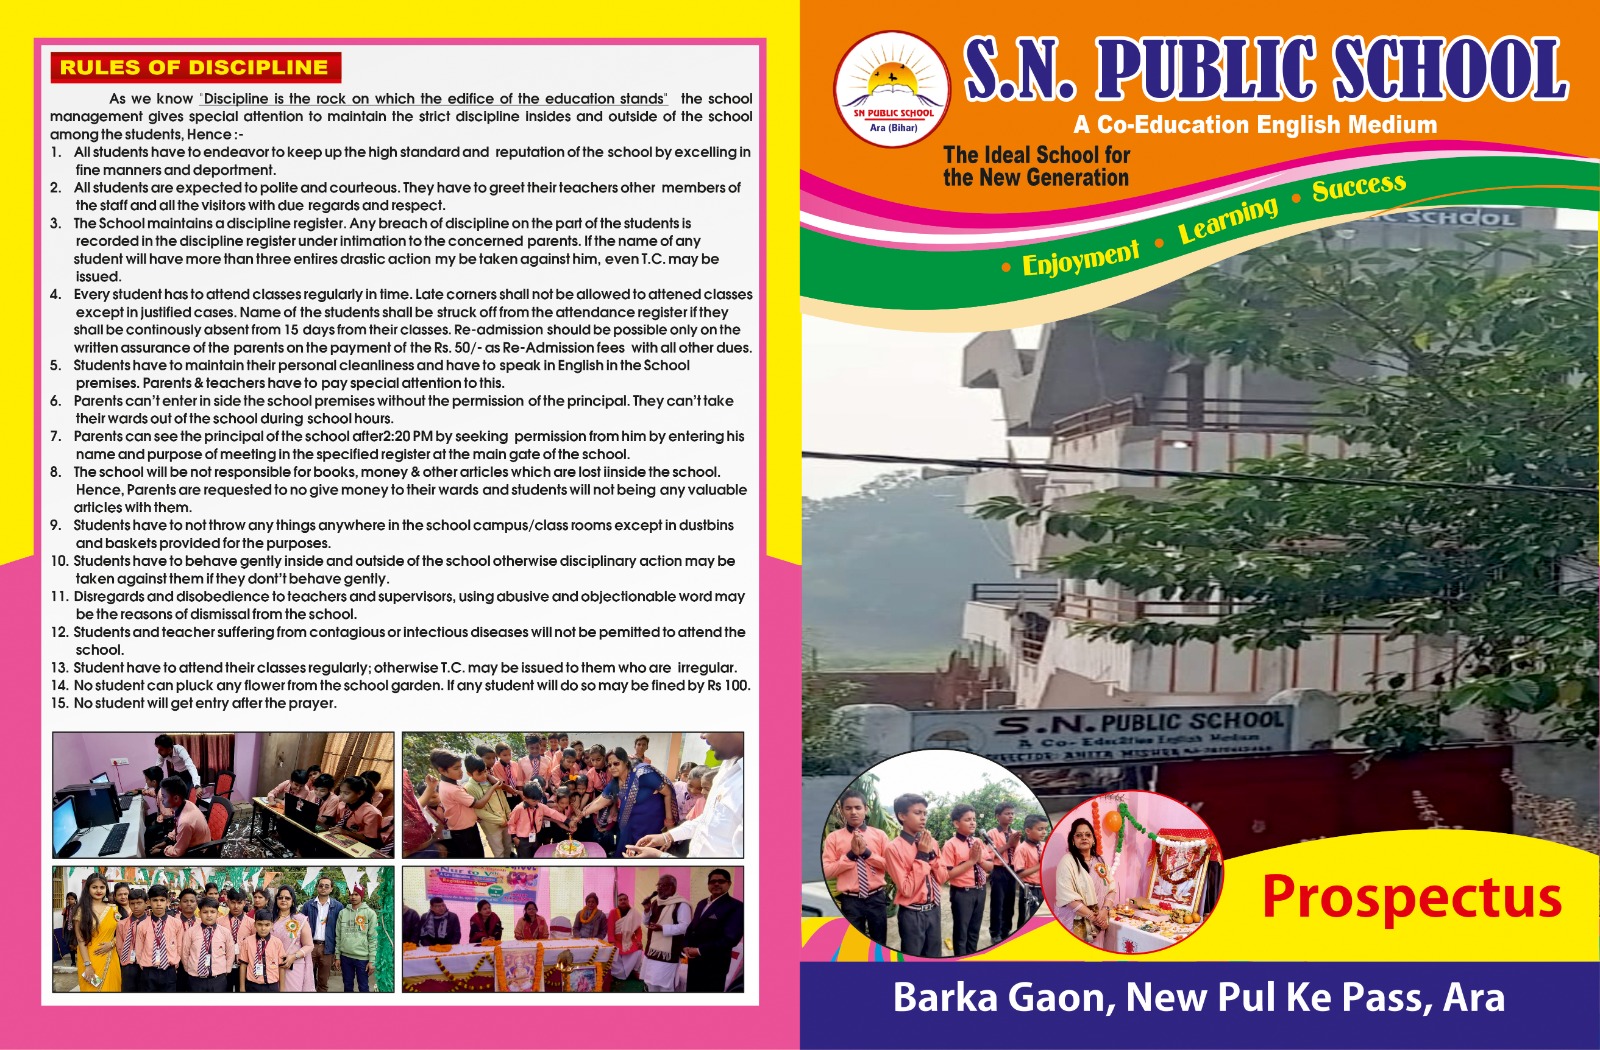 RULES OF DISCIPLINE
As we know "Discipline is the rock on which the edifice of the education stands" the school
management gives special attention to maintain the strict discipline insides and outside of the school
among the students, Hence :-
1. All students have to endeavor to keep up the high standard and reputation of the school by excelling in
fine manners and deportment.
2. All students are expected to polite and courteous. They have to greet their teachers other members of
the staff and all the visitors with due regards and respect.
3. The School maintains a discipline register. Any breach of discipline on the part of the students is
recorded in the discipline register under intimation to the concerned parents. If the name of any
student will have more than three entires drastic action my be taken against him, even T.C. may be
issued.
4. Every student has to attend classes regularly in time. Late corners shall not be allowed to attened classes
except in justified cases. Name of the students shall be struck off from the attendance register if they
shall be continously absent from 15 days from their classes. Re-admission should be possible only on the
written assurance of the parents on the payment of the Rs. 50/- as Re-Admission fees with all other dues.
5. Students have to maintain their personal cleanliness and have to speak in English in the School
premises. Parents & teachers have to pay special attention to this.
6. Parents can't enter in side the school premises without the permission of the principal. They can't take
their wards out of the school during school hours.
7. Parents can see the principal of the school after2:20 PM by seeking permission from him by entering his
name and purpose of meeting in the specified register at the main gate of the school.
8. The school will be not responsible for books, money & other articles which are lost iinside the school.
Hence, Parents are requested to no give money to their wards and students will not being any valuable
articles with them.
9. Students have to not throw any things anywhere in the school campus/class rooms except in dustbins
and baskets provided for the purposes.
10. Students have to behave gently inside and outside of the school otherwise disciplinary action may be
taken against them if they dont't behave gently.
11. Disregards and disobedience to teachers and supervisors, using abusive and objectionable word may
be the reasons of dismissal from the school.
12. Students and teacher suffering from contagious or intectious diseases will not be pemitted to attend the
school.
13. Student have to attend their classes regularly; otherwise T.C. may be issued to them who are irregular.
14. No student can pluck any flower from the school garden. If any student will do so may be fined by Rs 100.
15. No student will get entry after the prayer.
S.N. PUBLIC SCHOOL
A Co-Education English Medium
SN PUBLIC SCHOOL
Ara (Bihar)
The Ideal School for
the New Generation
• Enjoyment • Learning • Success
SCHOOL
S.N. PUBLIC SCHOOL
A Co-Education English Medium
Prospectus
Barka Gaon, New Pul Ke Pass, Ara